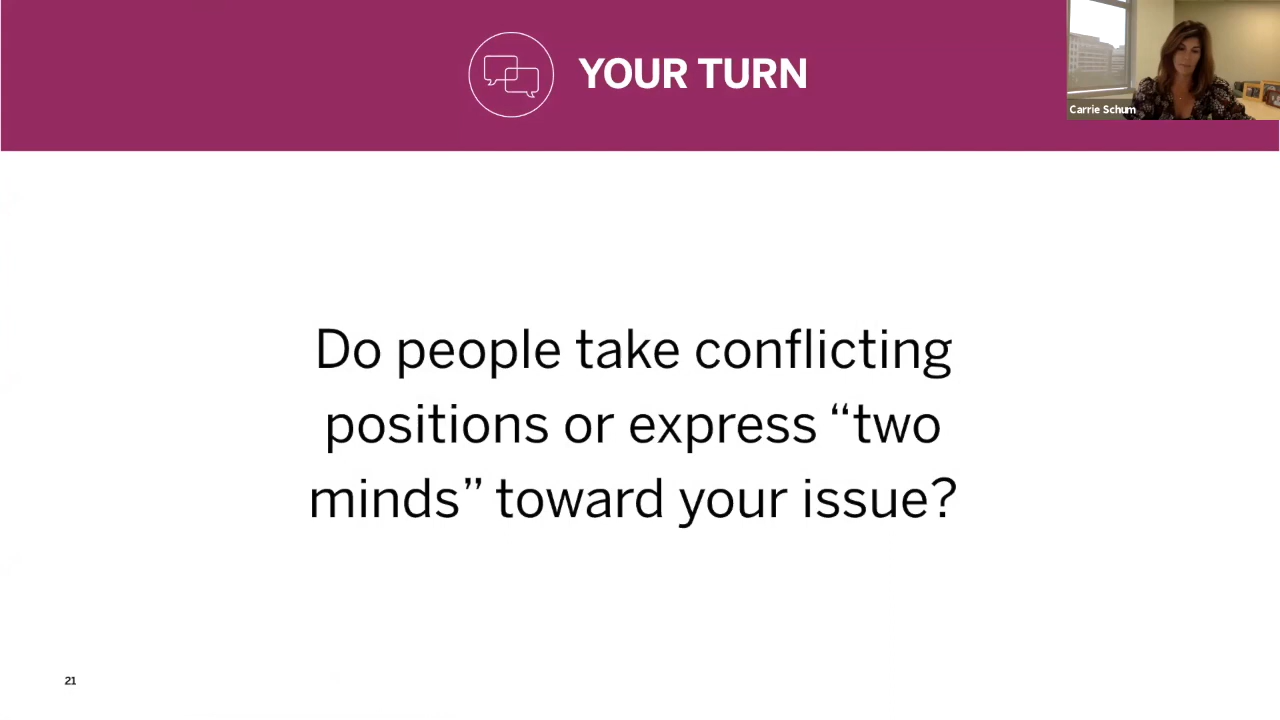 YOUR TURN
Carrie Schum
Do people take conflicting
positions or express “two
minds” toward your issue?
21